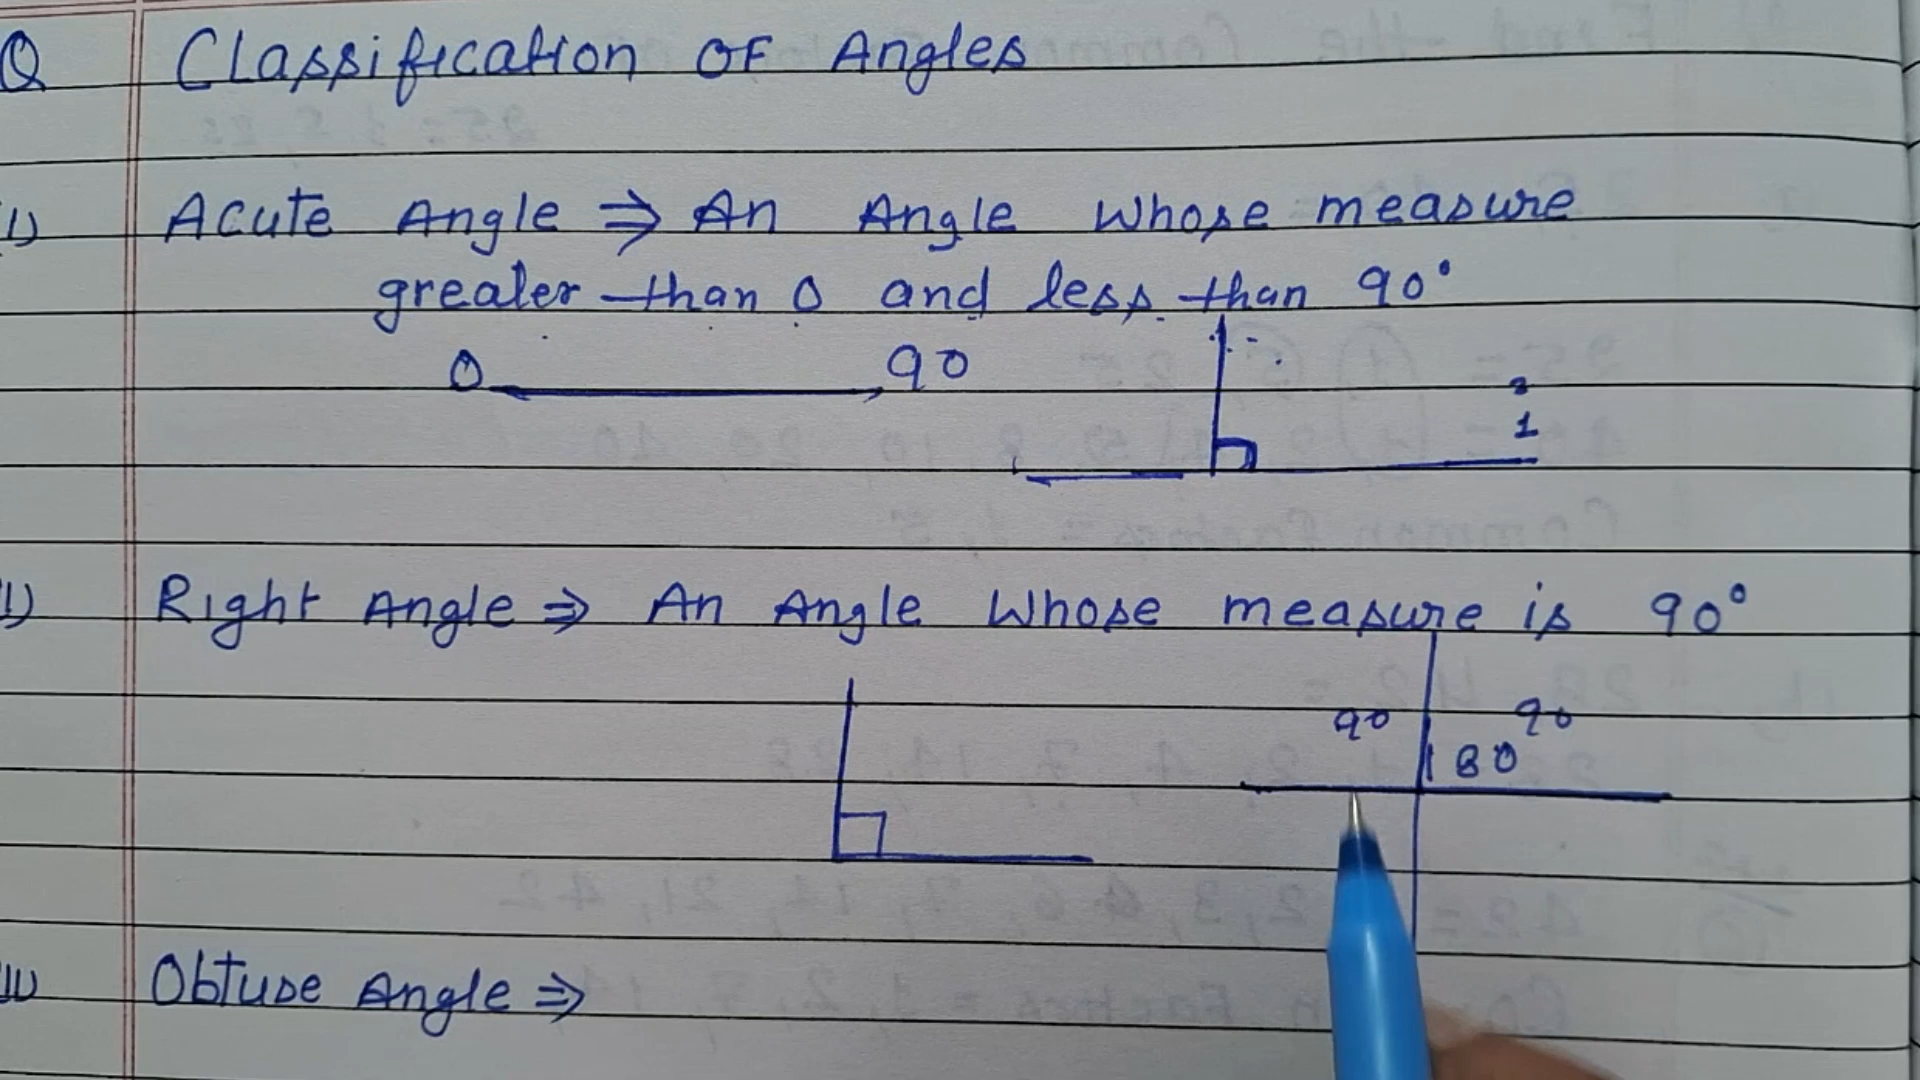 Q Classification OF Angles
I) Acute Angle ⇒ An Angle Whose measure
greater than 0 and less than 90°
0 90
2
1
II) Right Angle ⇒ An Angle Whose measure is 90°
90 90
180
III Obtuse Angle ⇒